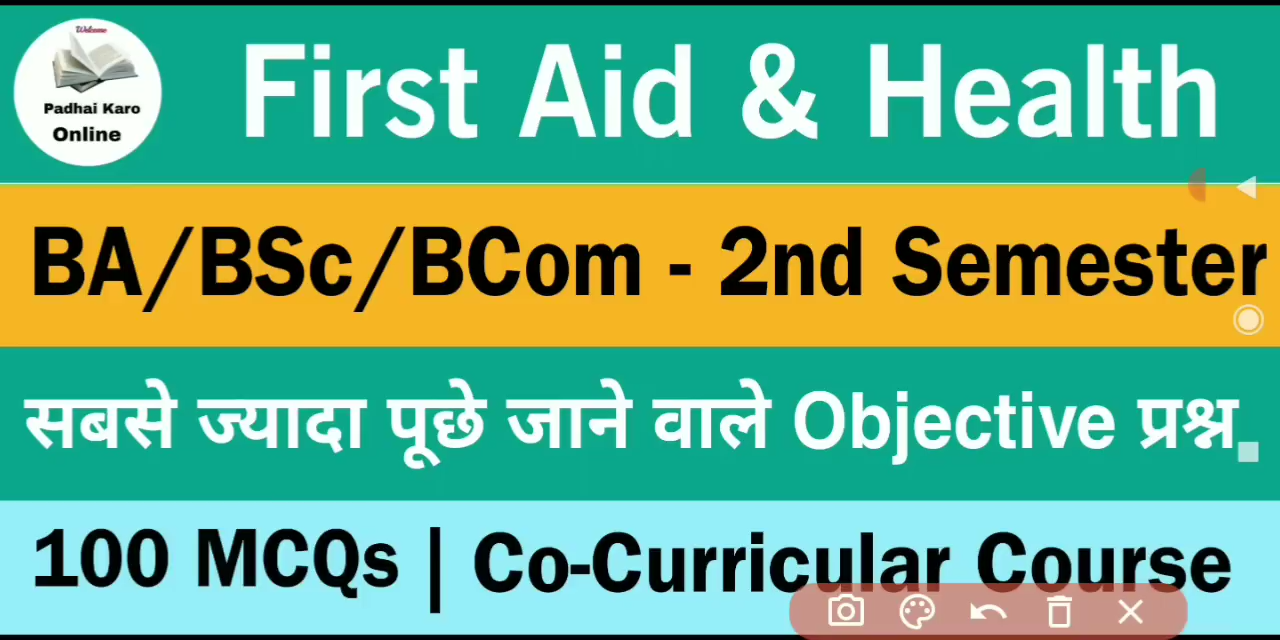 Welcome
Padhai Karo
Online
First Aid & Health
BA/BSc/BCom - 2nd Semester
सबसे ज्यादा पूछे जाने वाले Objective प्रश्न
100 MCQs | Co-Curricular Course